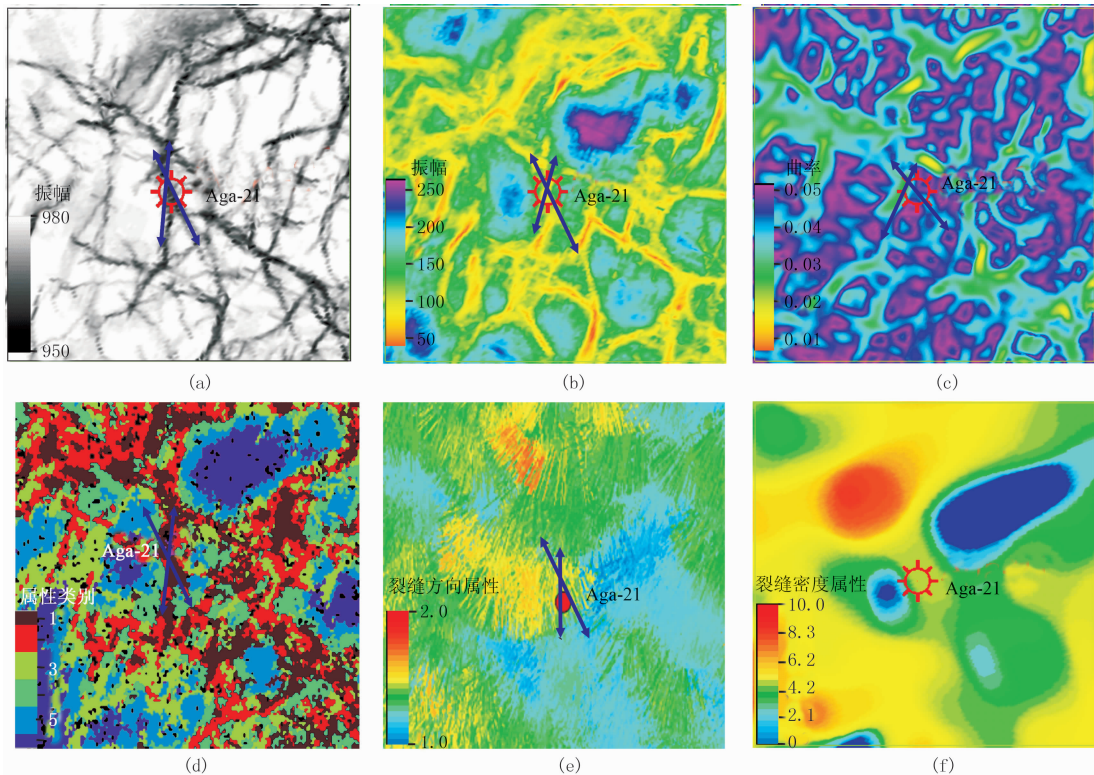 振幅
980
950
Aga-21
(a)
振幅
250
200
150
100
50
Aga-21
(b)
曲率
0.05
0.04
0.03
0.02
0.01
Aga-21
(c)
Aga-21
属性类别
1
3
5
(d)
裂缝方向属性
2.0
1.0
Aga-21
(e)
裂缝密度属性
10.0
8.3
6.2
4.2
2.1
0
Aga-21
(f)